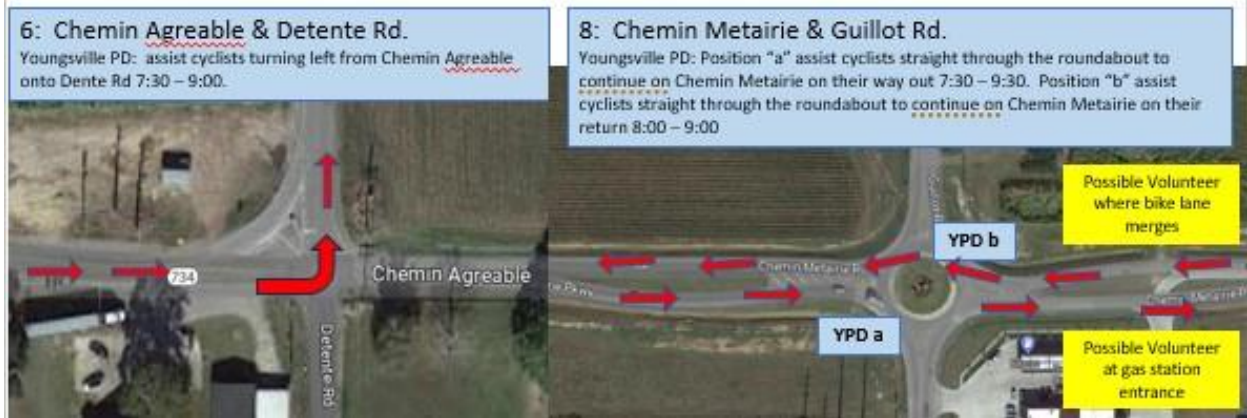 6: Chemin Agreable & Detente Rd.
Youngsville PD: assist cyclists turning left from Chemin Agreable
onto Dente Rd 7:30 – 9:00.
734
Chemin Agreable
Detente Rd
8: Chemin Metairie & Guillot Rd.
Youngsville PD: Position “a” assist cyclists straight through the roundabout to
continue on Chemin Metairie on their way out 7:30 – 9:30. Position “b” assist
cyclists straight through the roundabout to continue on Chemin Metairie on their
return 8:00 – 9:00
Possible Volunteer
where bike lane
merges
YPD b
Chemin Metairie P
YPD a
Chemin Metairie P
Possible Volunteer
at gas station
entrance